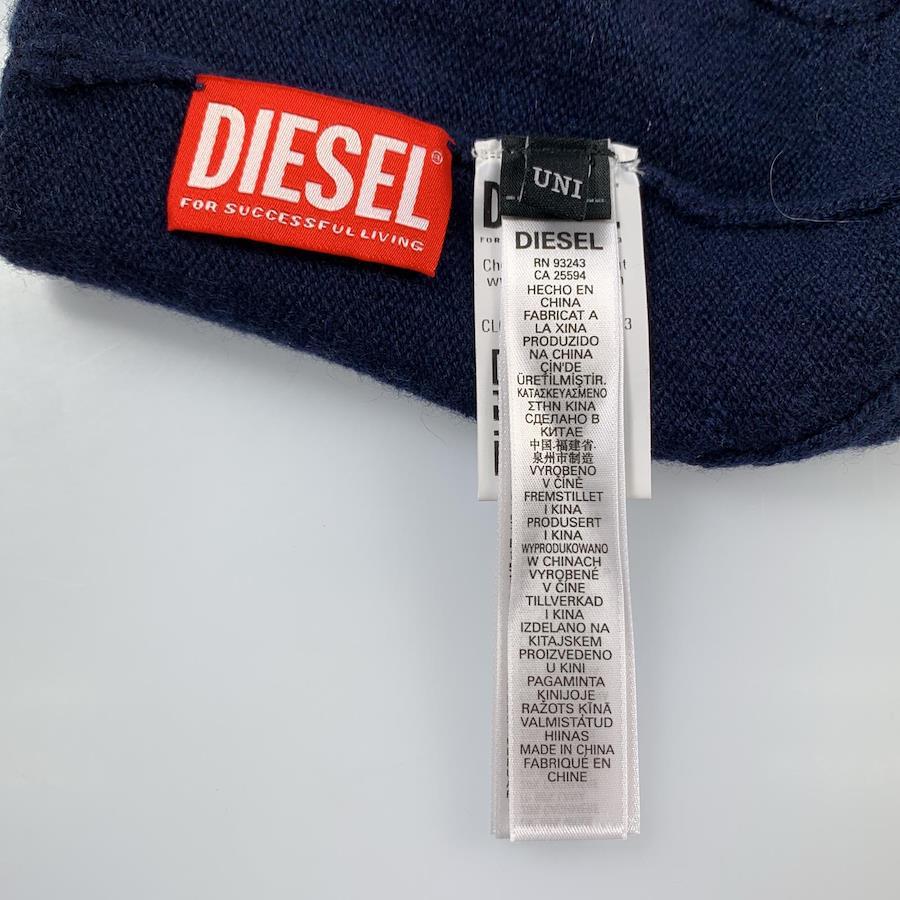 DIESEL®
FOR SUCCESSFUL LIVING
UNI
DIESEL
RN 93243
CA 25594
HECHO EN
CHINA
FABRICAT A
LA XINA
PRODUZIDO
NA CHINA
ÇİN'DE
ÜRETİLMİŞTİR.
ΚΑΤΑΣΚΕΥΑΣΜΕΝΟ
ΣΤΗΝ ΚΙΝΑ
СДЕЛАНО В
КИТАЕ
中国·福建省·
泉州市制造
VYROBENO
V ČÍNĚ
FREMSTILLET
I KINA
PRODUSERT
I KINA
WYPRODUKOWANO
W CHINACH
VYROBENÉ
V ČÍNE
TILLVERKAD
I KINA
IZDELANO NA
KITAJSKEM
PROIZVEDENO
U KINI
PAGAMINTA
KINIJOJE
RAŽOTS ĶĪNĀ
VALMISTATUD
HIINAS
MADE IN CHINA
FABRIQUÉ EN
CHINE